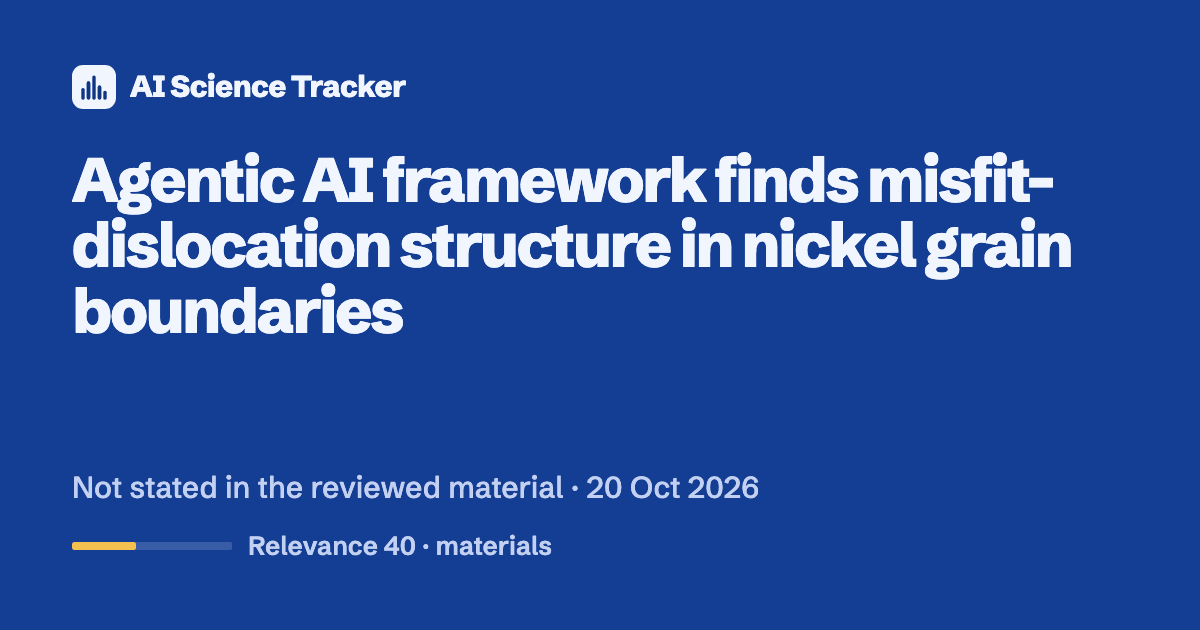 AI Science Tracker
Agentic AI framework finds misfit-
dislocation structure in nickel grain
boundaries
Not stated in the reviewed material · 20 Oct 2026
Relevance 40 · materials